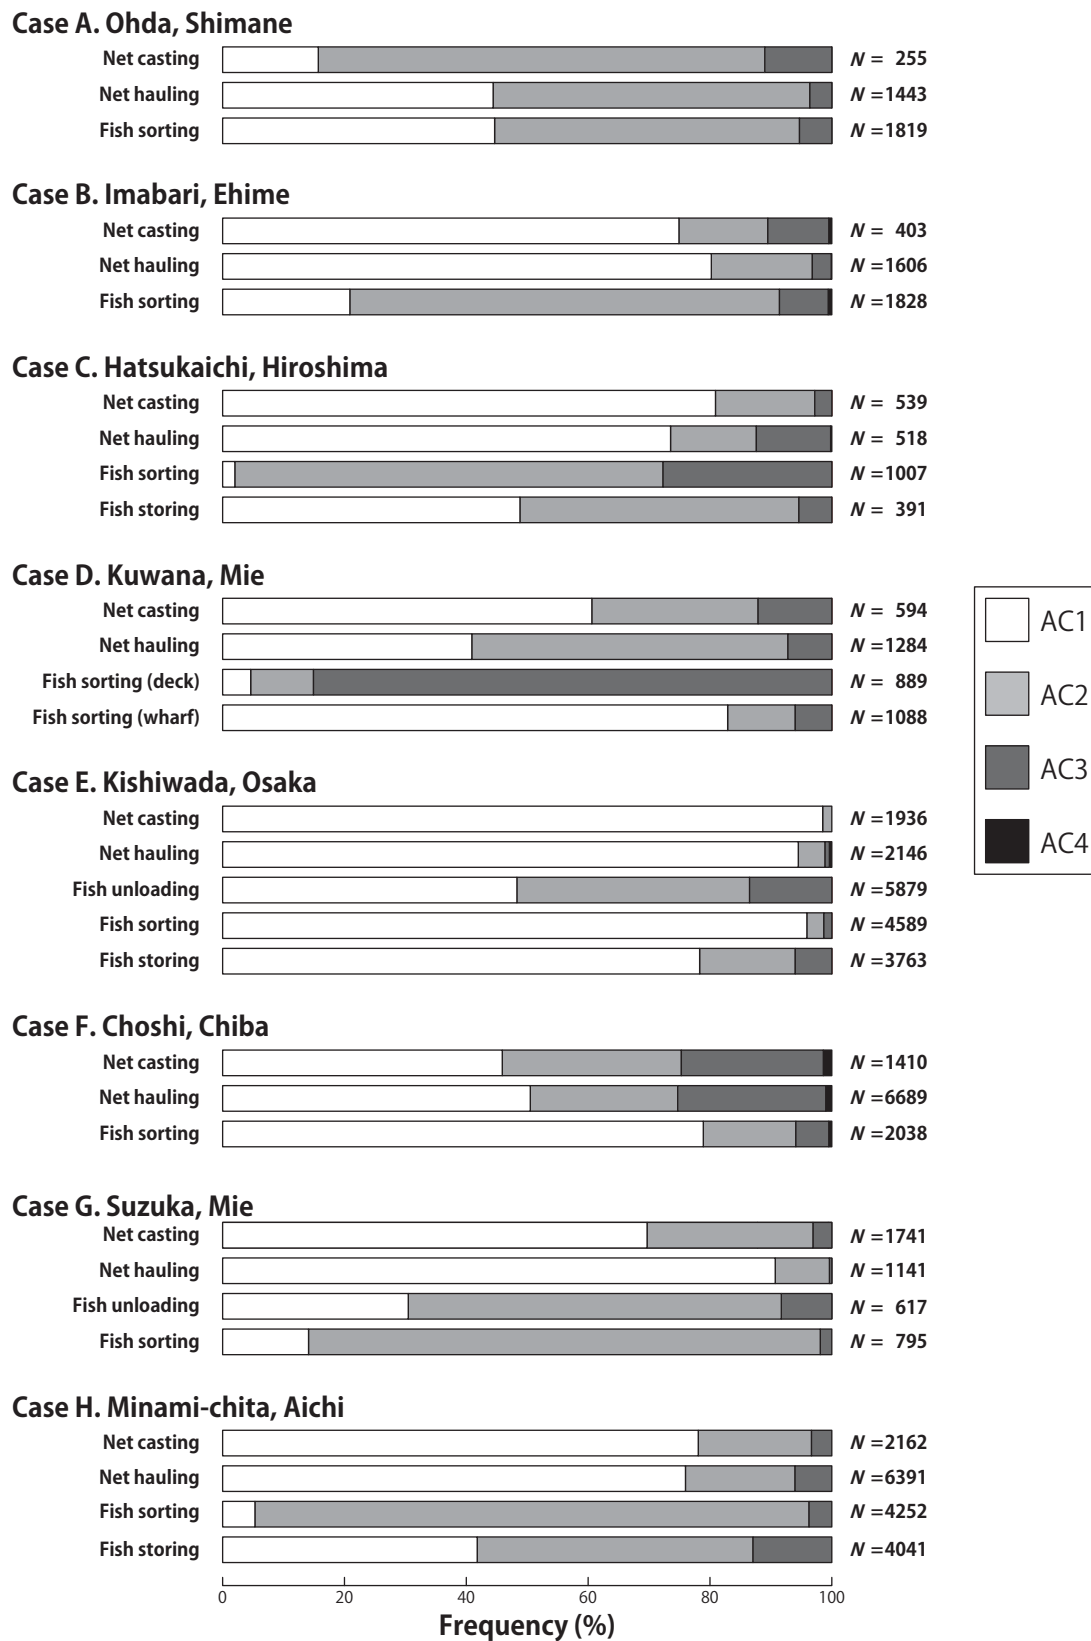 Case A. Ohda, Shimane
Net casting N = 255
Net hauling N =1443
Fish sorting N =1819
Case B. Imabari, Ehime
Net casting N = 403
Net hauling N =1606
Fish sorting N =1828
Case C. Hatsukaichi, Hiroshima
Net casting N = 539
Net hauling N = 518
Fish sorting N =1007
Fish storing N = 391
Case D. Kuwana, Mie
Net casting N = 594
Net hauling N =1284
Fish sorting (deck) N = 889
Fish sorting (wharf) N =1088
AC1
AC2
AC3
AC4
Case E. Kishiwada, Osaka
Net casting N =1936
Net hauling N =2146
Fish unloading N =5879
Fish sorting N =4589
Fish storing N =3763
Case F. Choshi, Chiba
Net casting N =1410
Net hauling N =6689
Fish sorting N =2038
Case G. Suzuka, Mie
Net casting N =1741
Net hauling N =1141
Fish unloading N = 617
Fish sorting N = 795
Case H. Minami-chita, Aichi
Net casting N =2162
Net hauling N =6391
Fish sorting N =4252
Fish storing N =4041
0 20 40 60 80 100
Frequency (%)